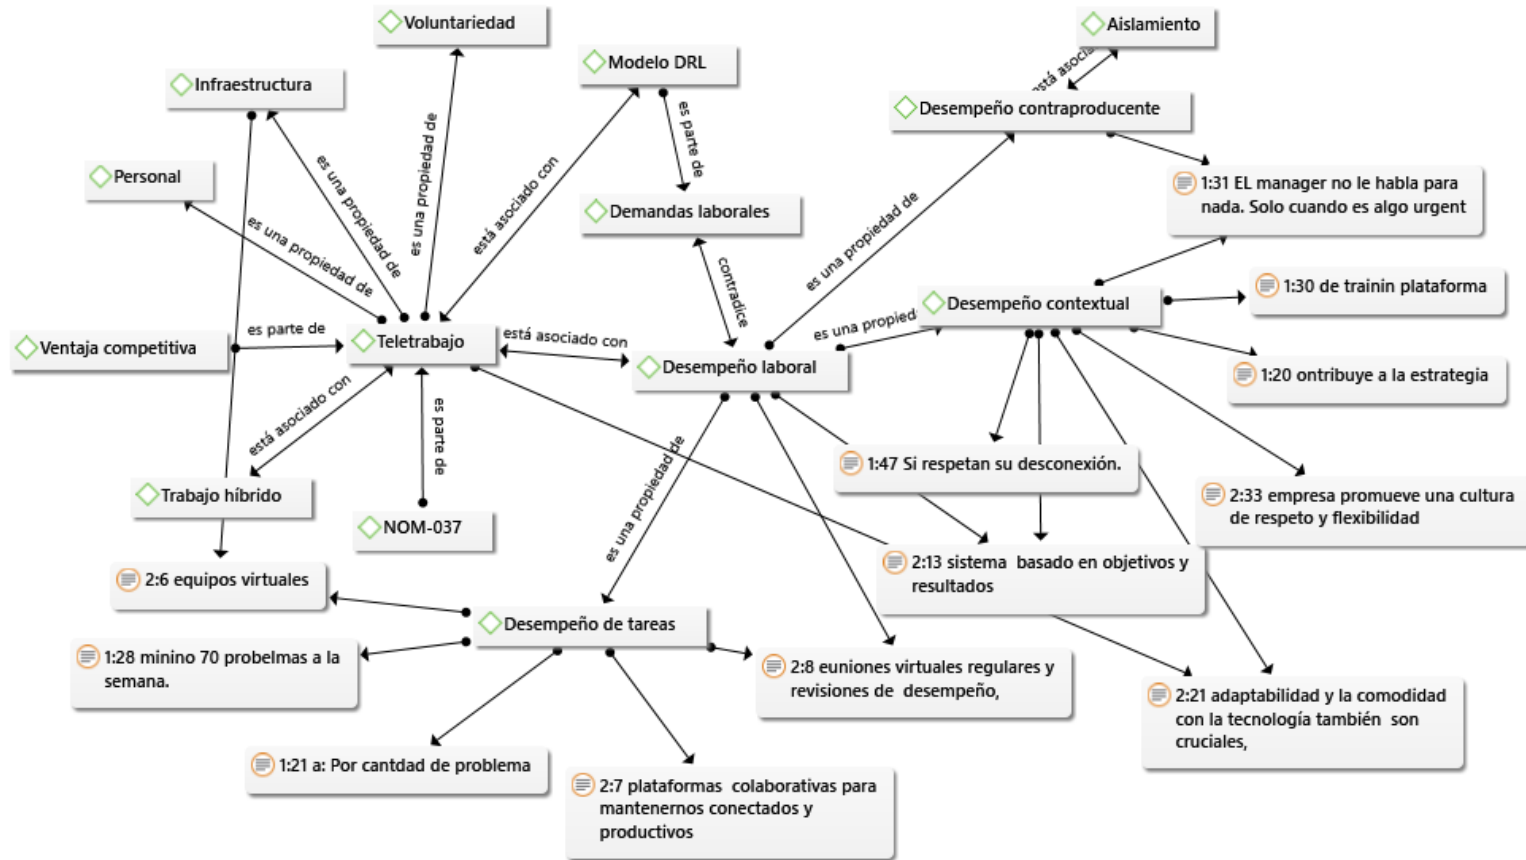 Voluntariedad
Aislamiento
Modelo DRL
Infraestructura
está asocia
Desempeño contraproducente
es parte de
es una propiedad de
es una propiedad de
está asociado con
Personal
1:31 EL manager no le habla para
nada. Solo cuando es algo urgent
Demandas laborales
es una propiedad de
es una propiedad de
contradice
1:30 de trainin plataforma
Desempeño contextual
es una propied
es parte de
Ventaja competitiva
Teletrabajo
está asociado con
Desempeño laboral
1:20 ontribuye a la estrategia
está asociado con
es parte de
es una propiedad de
1:47 Si respetan su desconexión.
Trabajo híbrido
NOM-037
2:33 empresa promueve una cultura
de respeto y flexibilidad
2:13 sistema  basado en objetivos y
resultados
2:6 equipos virtuales
Desempeño de tareas
1:28 minino 70 probelmas a la
semana.
2:8 euniones virtuales regulares y
revisiones de  desempeño,
2:21 adaptabilidad y la comodidad
con la tecnología también  son
cruciales,
1:21 a: Por cantdad de problema
2:7 plataformas  colaborativas para
mantenernos conectados y
productivos